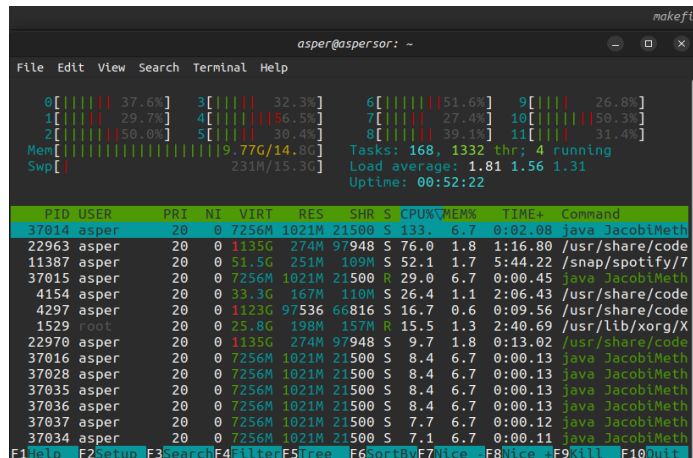 makefi
asper@aspersor: ~
File Edit View Search Terminal Help
0[|||||| 37.6%] 3[||||| 32.3%] 6[|||||||51.6%] 9[|||| 26.8%]
1[||||| 29.7%] 4[|||||||56.5%] 7[||||| 27.4%] 10[|||||||50.3%]
2[|||||||50.0%] 5[||||| 30.4%] 8[|||||| 39.1%] 11[|||| 31.4%]
Mem[||||||||||||||||||||9.77G/14.8G] Tasks: 168, 1332 thr; 4 running
Swp[| 231M/15.3G] Load average: 1.81 1.56 1.31
Uptime: 00:52:22
PID USER PRI NI VIRT RES SHR S CPU%▽MEM% TIME+ Command
37014 asper 20 0 7256M 1021M 21500 S 133. 6.7 0:02.08 java JacobiMeth
22963 asper 20 0 1135G 274M 97948 S 76.0 1.8 1:16.80 /usr/share/code
11387 asper 20 0 51.5G 251M 109M S 52.1 1.7 5:44.22 /snap/spotify/7
37015 asper 20 0 7256M 1021M 21500 R 29.0 6.7 0:00.45 java JacobiMeth
4154 asper 20 0 33.3G 167M 110M S 26.4 1.1 2:06.43 /usr/share/code
4297 asper 20 0 1123G 97536 66816 S 16.7 0.6 0:09.56 /usr/share/code
1529 root 20 0 25.8G 198M 157M R 15.5 1.3 2:40.69 /usr/lib/xorg/X
22970 asper 20 0 1135G 274M 97948 S 9.7 1.8 0:13.02 /usr/share/code
37016 asper 20 0 7256M 1021M 21500 S 8.4 6.7 0:00.13 java JacobiMeth
37028 asper 20 0 7256M 1021M 21500 S 8.4 6.7 0:00.13 java JacobiMeth
37035 asper 20 0 7256M 1021M 21500 S 8.4 6.7 0:00.13 java JacobiMeth
37036 asper 20 0 7256M 1021M 21500 S 8.4 6.7 0:00.13 java JacobiMeth
37037 asper 20 0 7256M 1021M 21500 S 7.7 6.7 0:00.12 java JacobiMeth
37034 asper 20 0 7256M 1021M 21500 S 7.1 6.7 0:00.11 java JacobiMeth
F1Help F2Setup F3SearchF4FilterF5Tree F6SortByF7Nice -F8Nice +F9Kill F10Quit